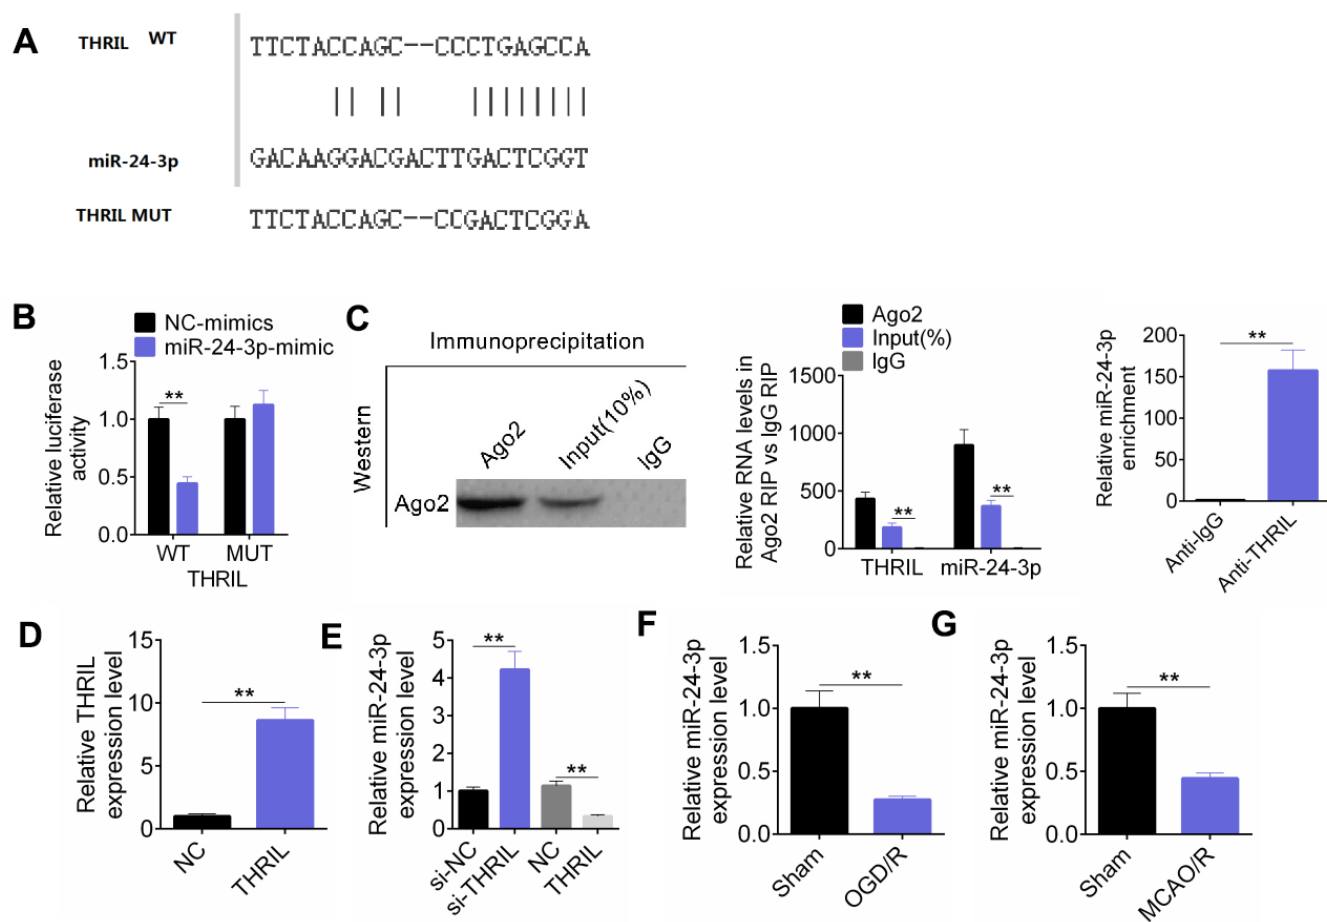 A
THRIL WT
TTCTACCAGC--CCCTGAGCCA
miR-24-3p
GACAAGGACGACTTGACTCGGT
THRIL MUT
TTCTACCAGC--CCGACTCGGA
B
NC-mimics
miR-24-3p-mimic
Relative luciferase
activity
1.5
1.0
0.5
0.0
**
WT
MUT
THRIL
C
Immunoprecipitation
Western
Ago2
Input(10%)
IgG
Ago2
Ago2
Input(%)
IgG
Relative RNA levels in
Ago2 RIP vs IgG RIP
1500
1000
500
0
**
**
THRIL
miR-24-3p
Relative miR-24-3p
enrichment
200
150
100
50
0
**
Anti-IgG
Anti-THRIL
D
Relative THRIL
expression level
15
10
5
0
**
NC
THRIL
E
Relative miR-24-3p
expression level
5
4
3
2
1
0
**
**
si-NC
si-THRIL
NC
THRIL
F
Relative miR-24-3p
expression level
1.5
1.0
0.5
0.0
**
Sham
OGD/R
G
Relative miR-24-3p
expression level
1.5
1.0
0.5
0.0
**
Sham
MCAO/R